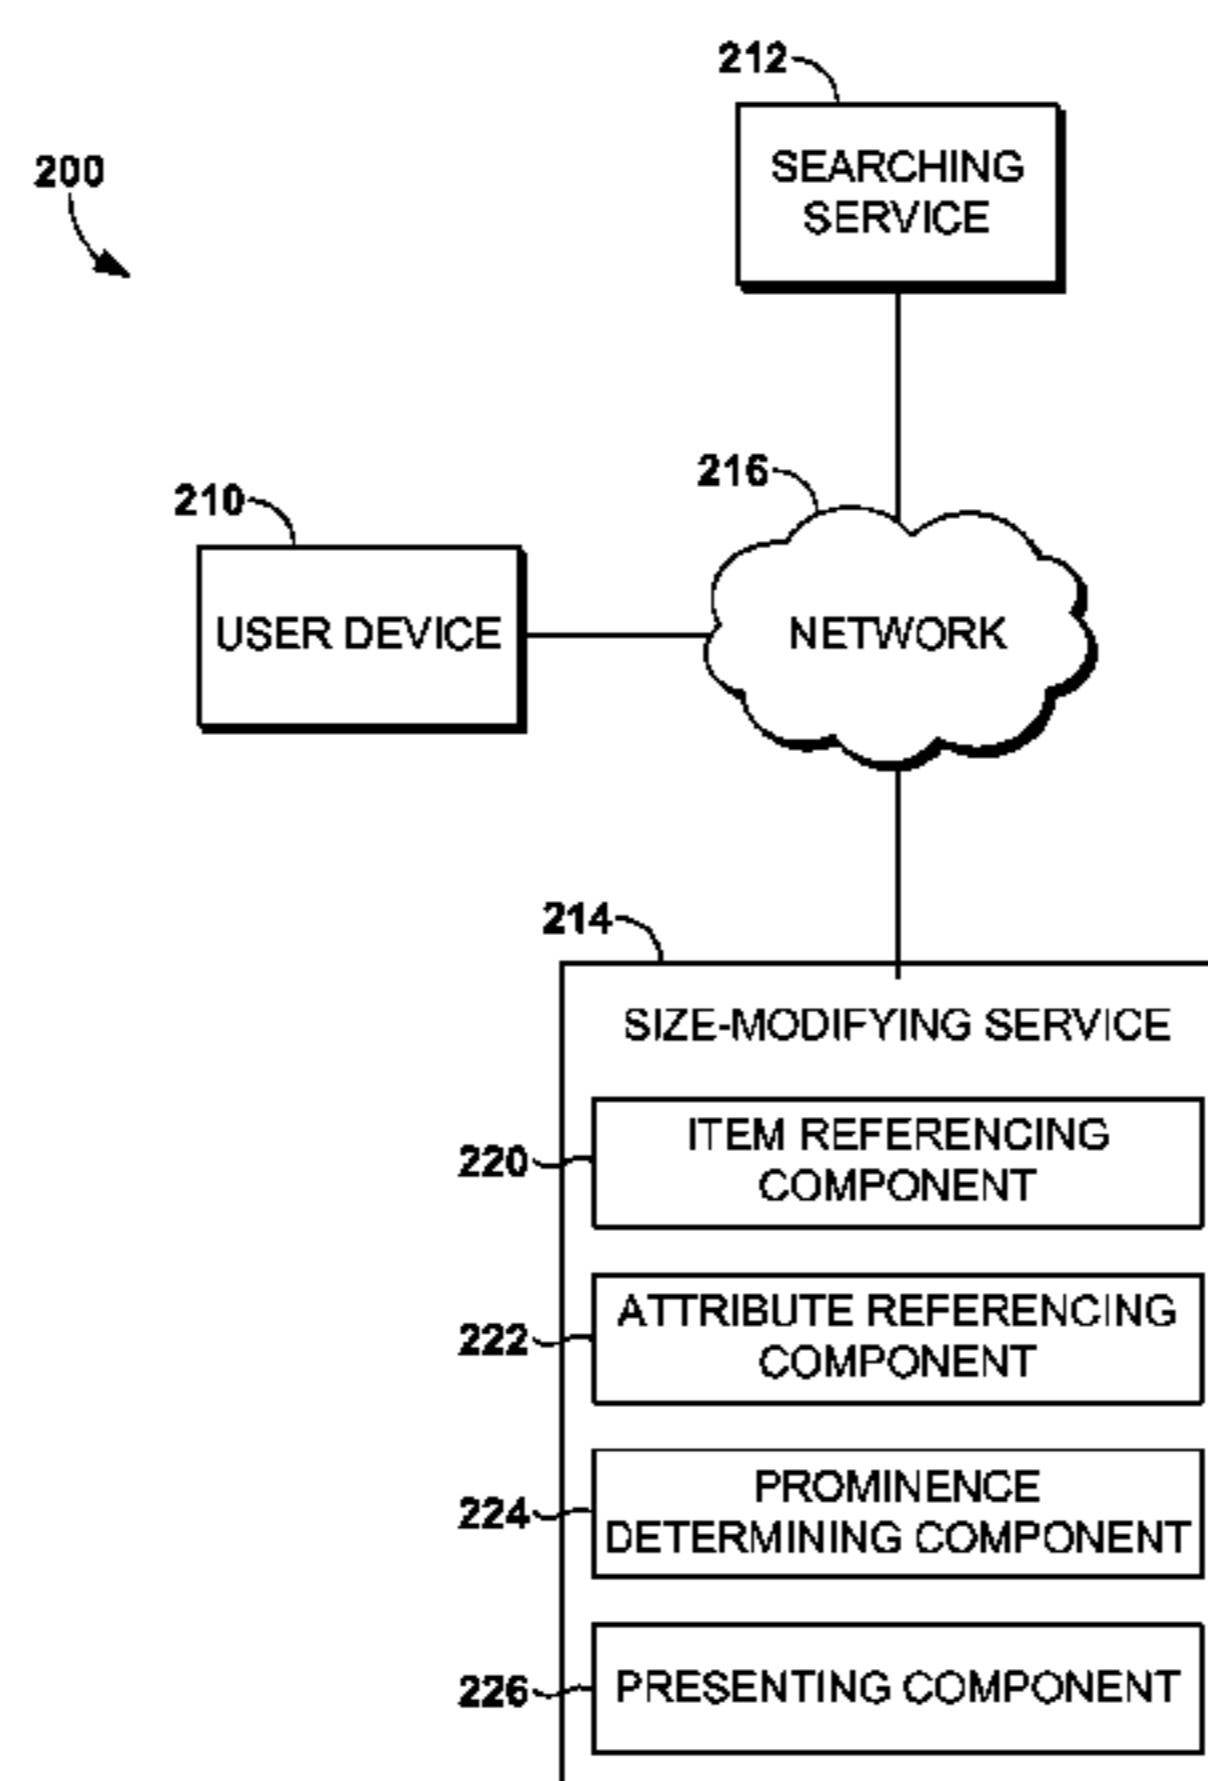 212
SEARCHING
SERVICE
200
216
210
USER DEVICE
NETWORK
214
SIZE-MODIFYING SERVICE
220
ITEM REFERENCING
COMPONENT
222
ATTRIBUTE REFERENCING
COMPONENT
224
PROMINENCE
DETERMINING COMPONENT
226
PRESENTING COMPONENT